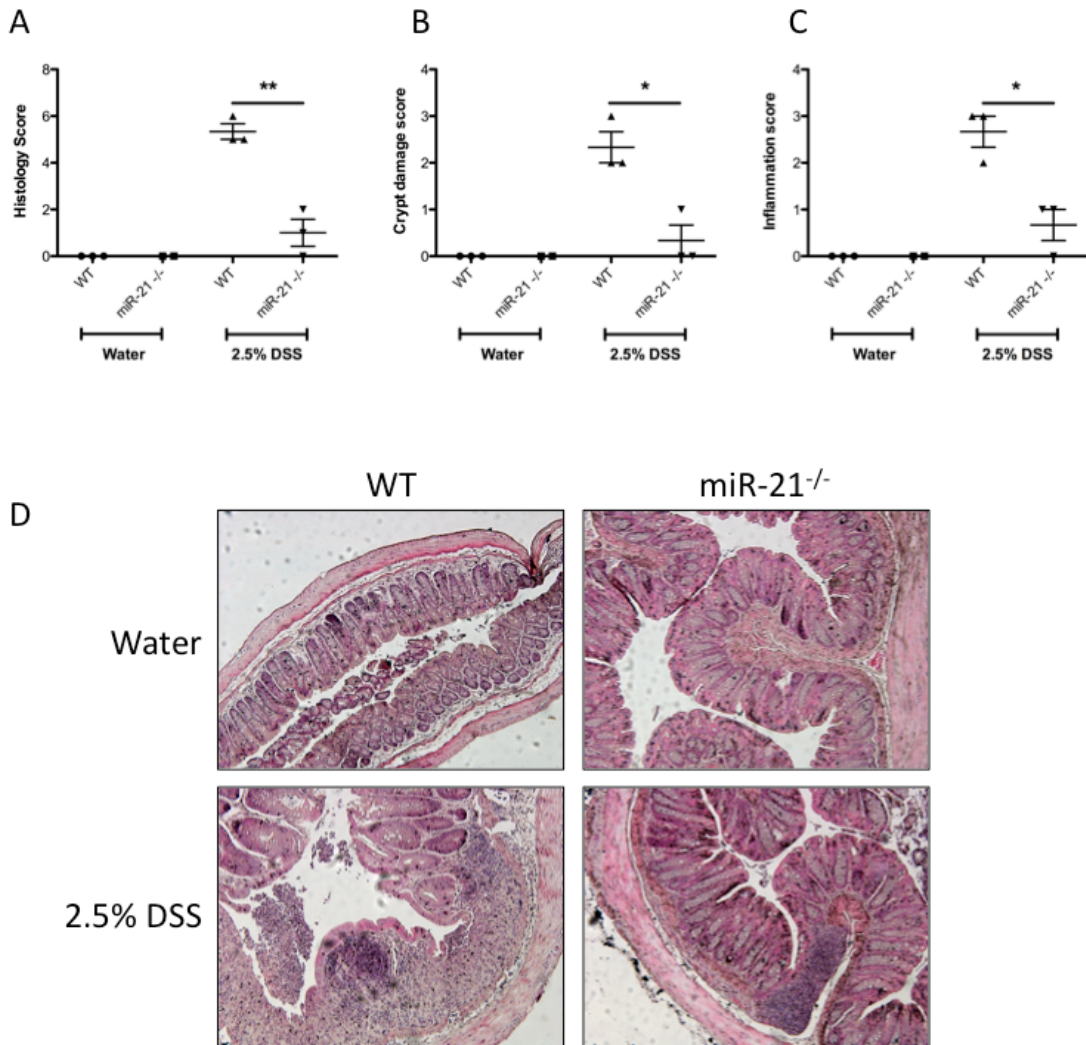 A
Histology Score
8
6
4
2
0
**
WT
miR-21 -/-
WT
miR-21 -/-
Water
2.5% DSS
B
Crypt damage score
4
3
2
1
0
*
WT
miR-21 -/-
WT
miR-21 -/-
Water
2.5% DSS
C
Inflammation score
4
3
2
1
0
*
WT
miR-21 -/-
WT
miR-21 -/-
Water
2.5% DSS
D
WT
miR-21-/-
Water
2.5% DSS